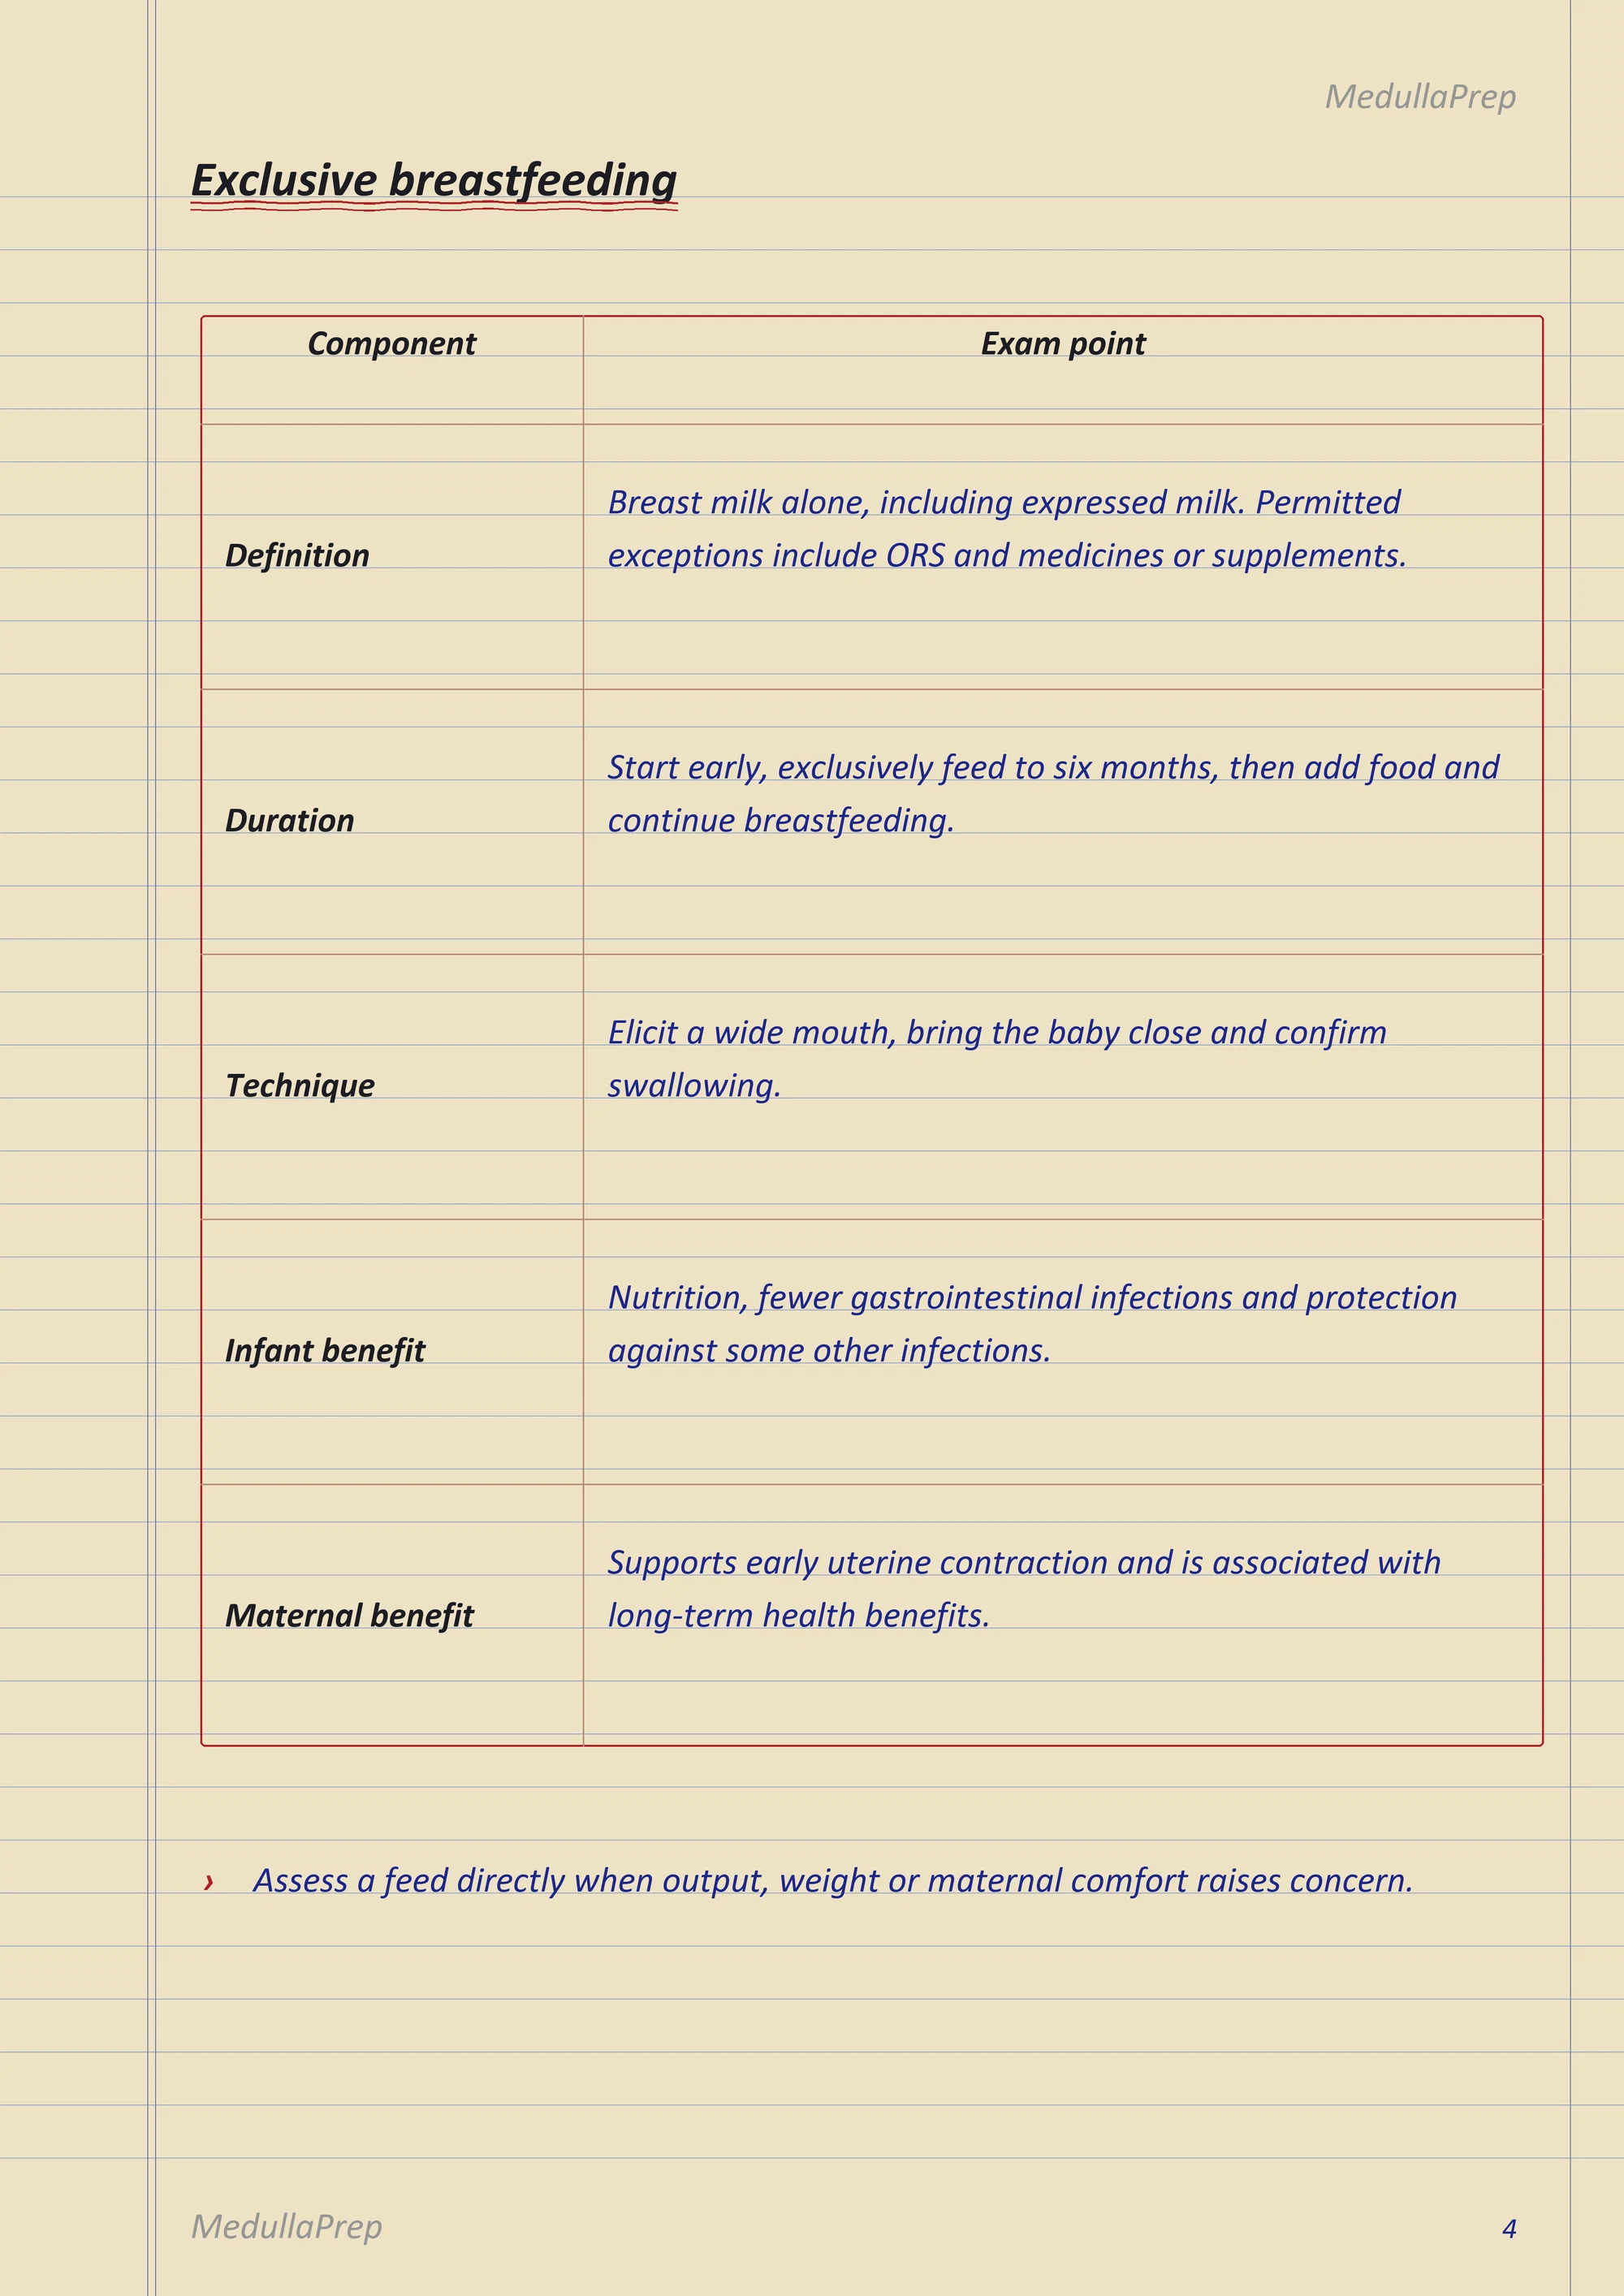 MedullaPrep
Exclusive breastfeeding
Component
Exam point
Definition
Breast milk alone, including expressed milk. Permitted
exceptions include ORS and medicines or supplements.
Duration
Start early, exclusively feed to six months, then add food and
continue breastfeeding.
Technique
Elicit a wide mouth, bring the baby close and confirm
swallowing.
Infant benefit
Nutrition, fewer gastrointestinal infections and protection
against some other infections.
Maternal benefit
Supports early uterine contraction and is associated with
long-term health benefits.
› Assess a feed directly when output, weight or maternal comfort raises concern.
MedullaPrep
4